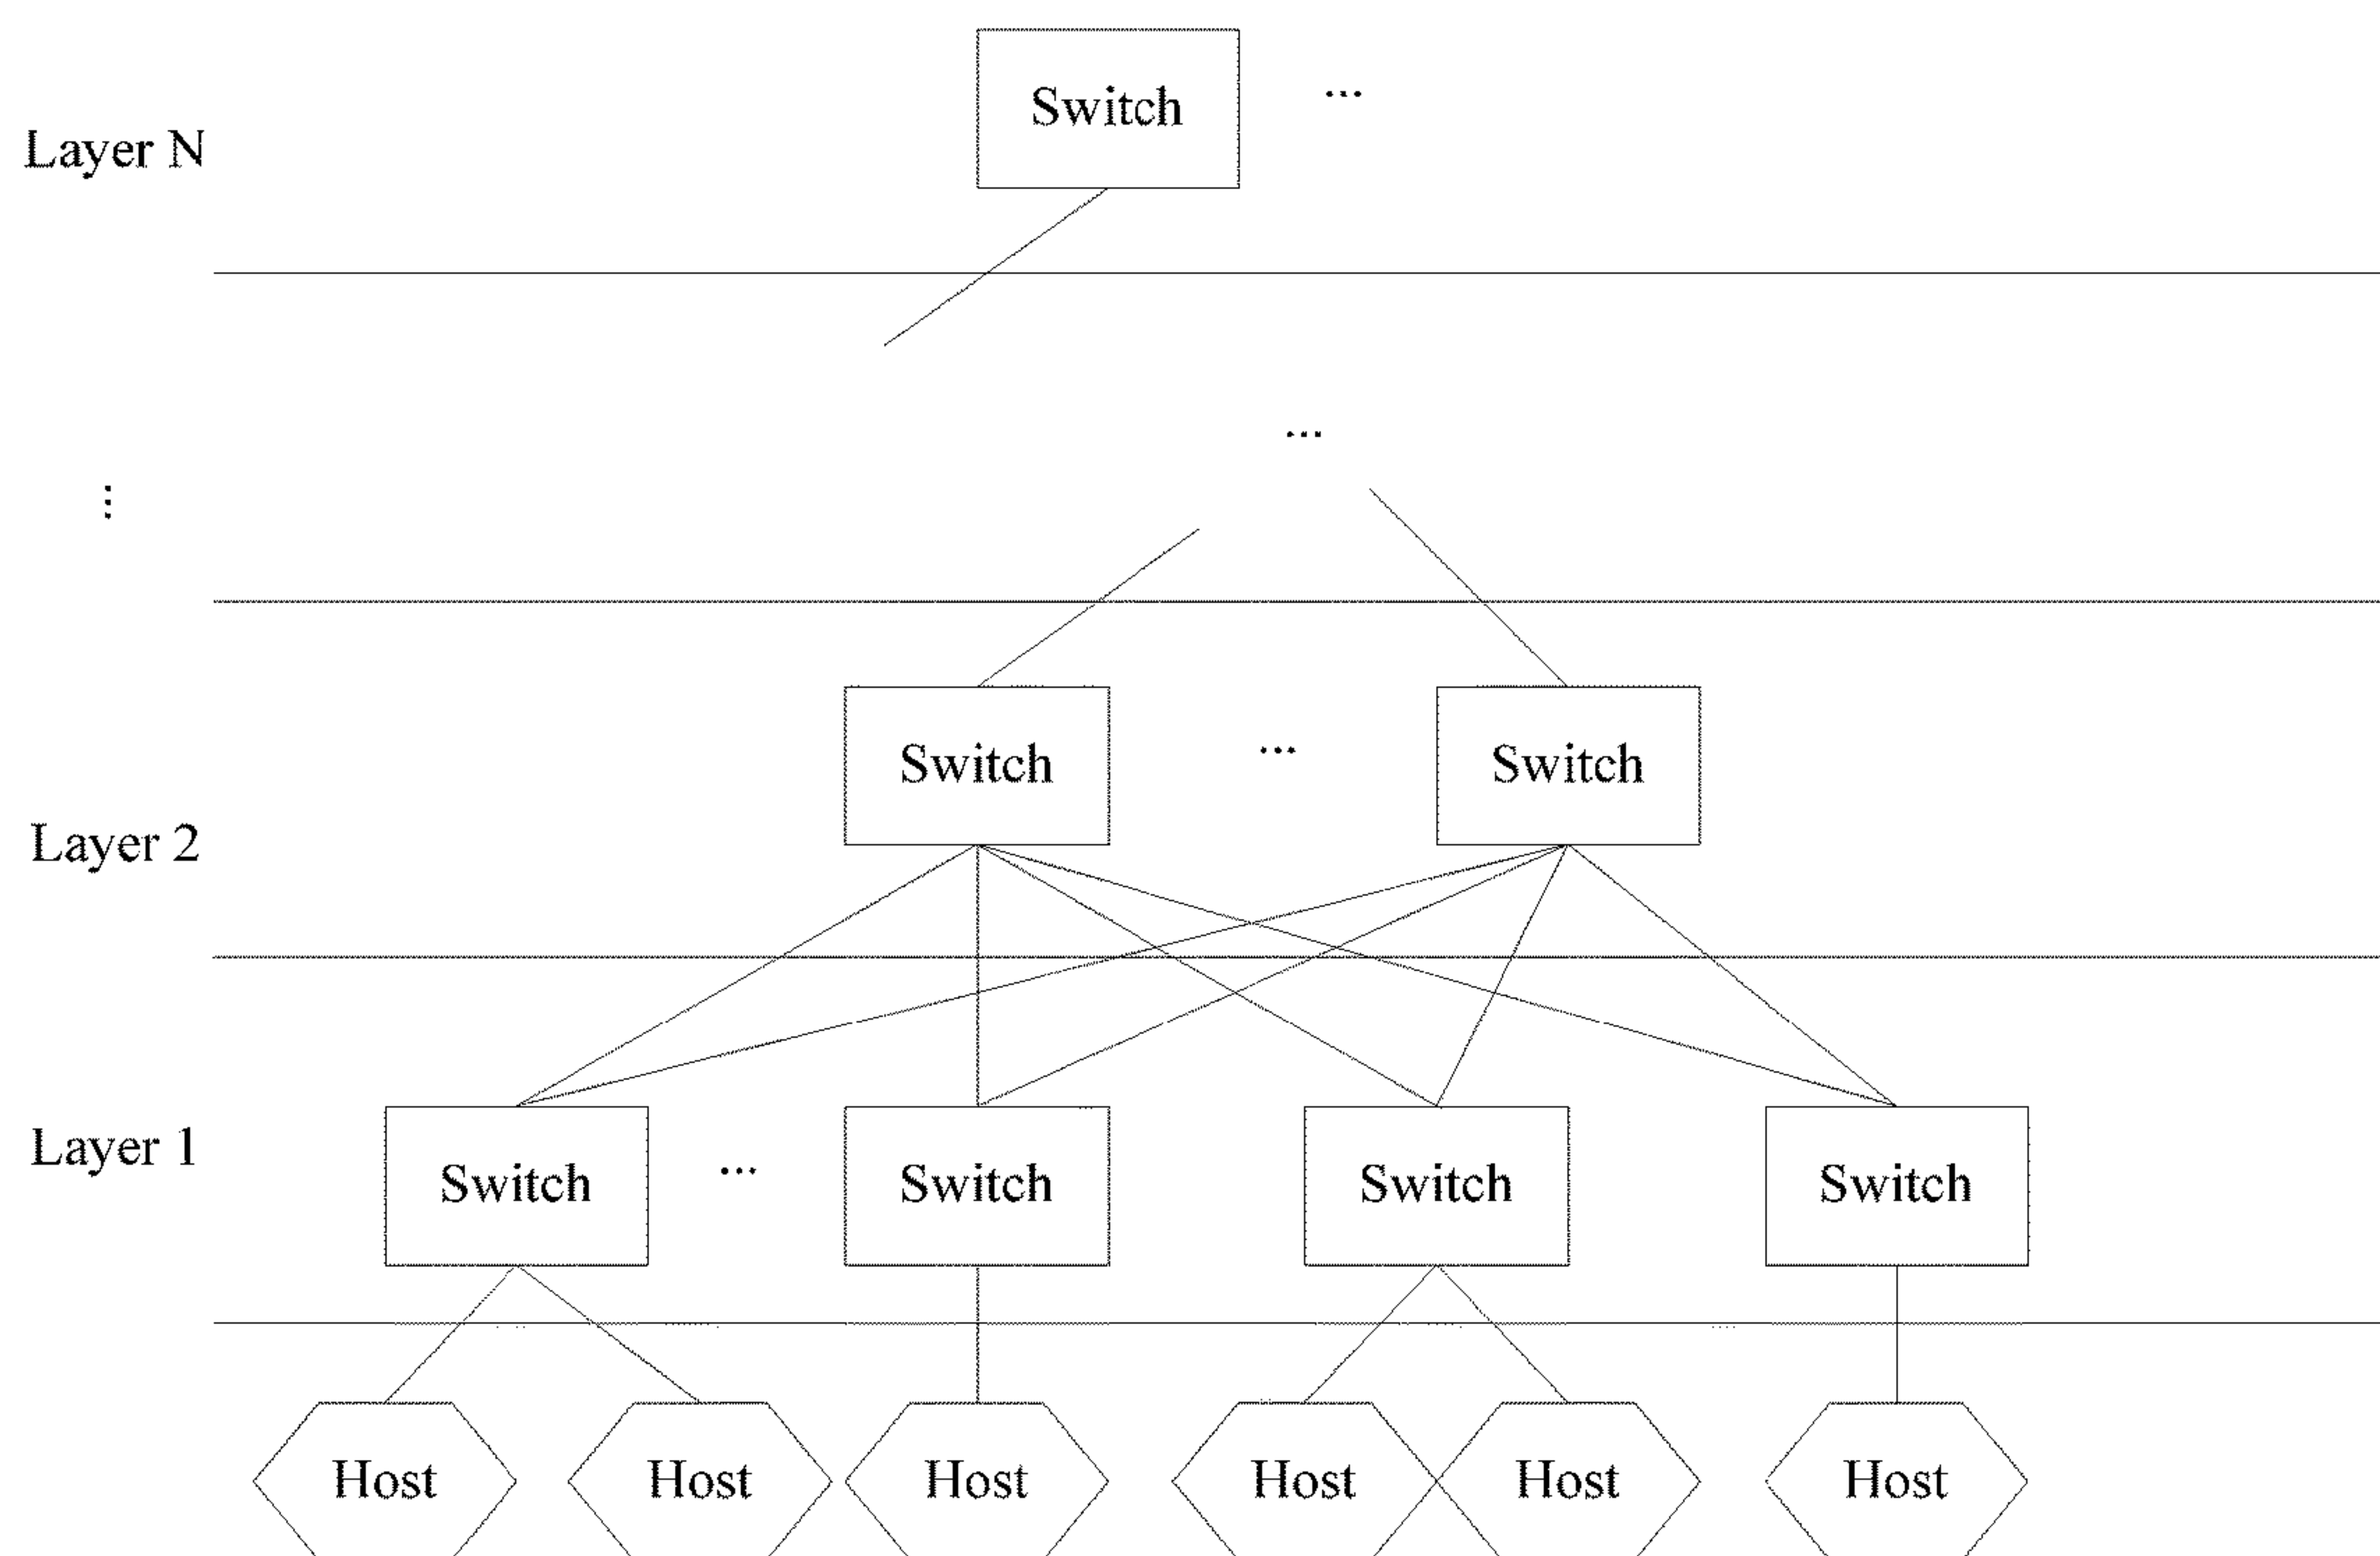 Switch ...
Layer N
...
⋮
Switch ... Switch
Layer 2
Layer 1
Switch ... Switch Switch Switch
Host Host Host Host Host Host